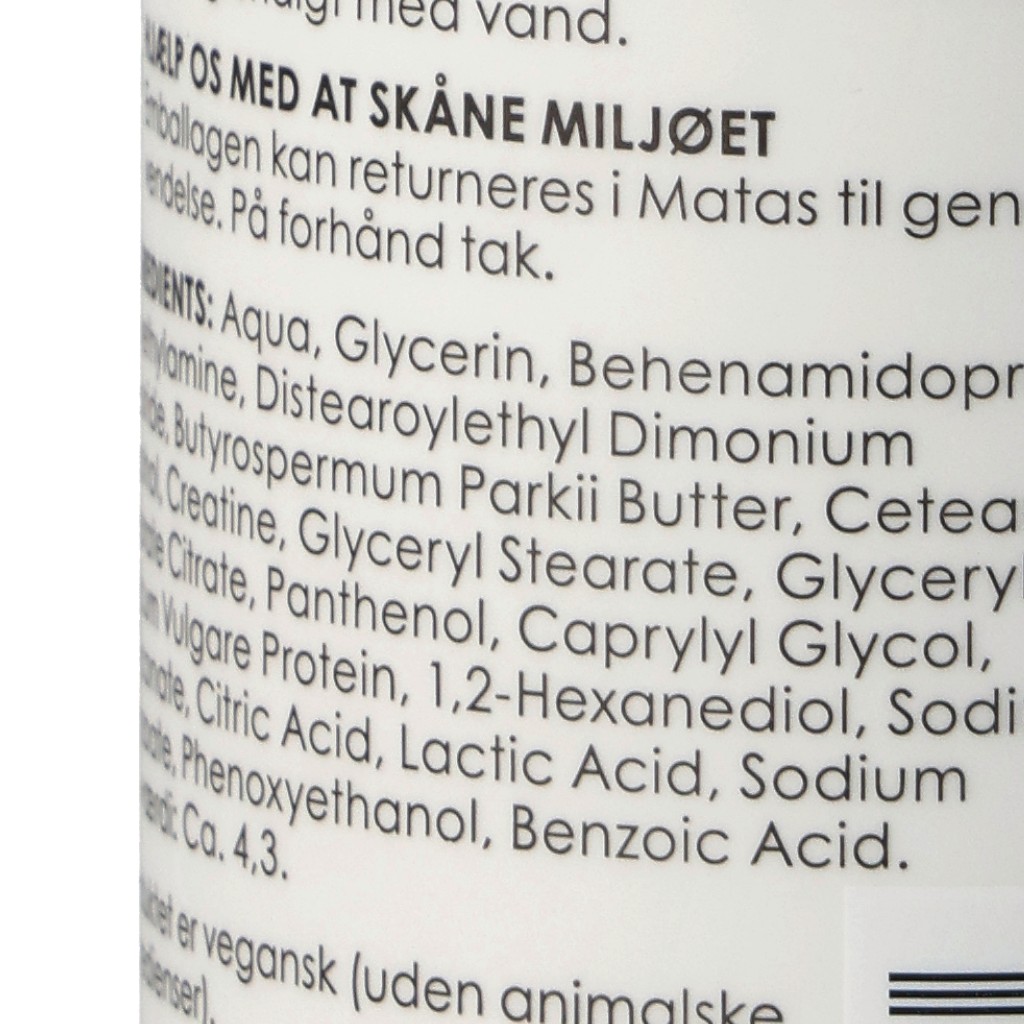 med vand.
HJÆLP OS MED AT SKÅNE MILJØET
Emballagen kan returneres i Matas til gen
endelse. På forhånd tak.
INGREDIENTS: Aqua, Glycerin, Behenamidopr
thylamine, Distearoylethyl Dimonium
Butyrospermum Parkii Butter, Cetea
Creatine, Glyceryl Stearate, Glyceryl
Citrate, Panthenol, Caprylyl Glycol,
Vulgare Protein, 1,2-Hexanediol, Sodi
Citric Acid, Lactic Acid, Sodium
Phenoxyethanol, Benzoic Acid.
Ca. 4,3.
er vegansk (uden animalske